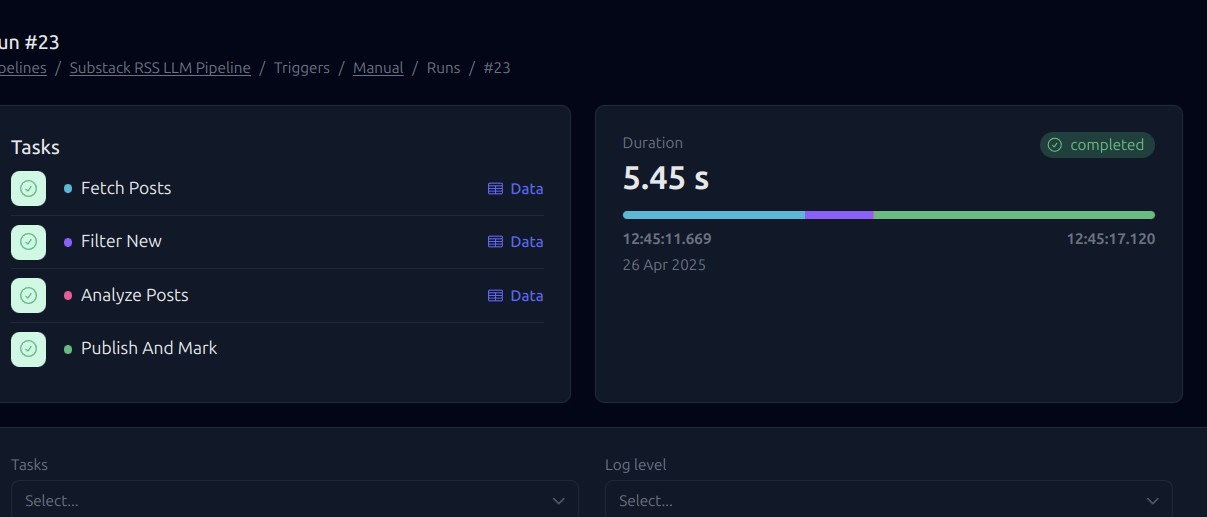 un #23
pelines / Substack RSS LLM Pipeline / Triggers / Manual / Runs / #23
Tasks
Fetch Posts Data
Filter New Data
Analyze Posts Data
Publish And Mark
Duration
completed
5.45 s
12:45:11.669 12:45:17.120
26 Apr 2025
Tasks
Select...
Log level
Select...